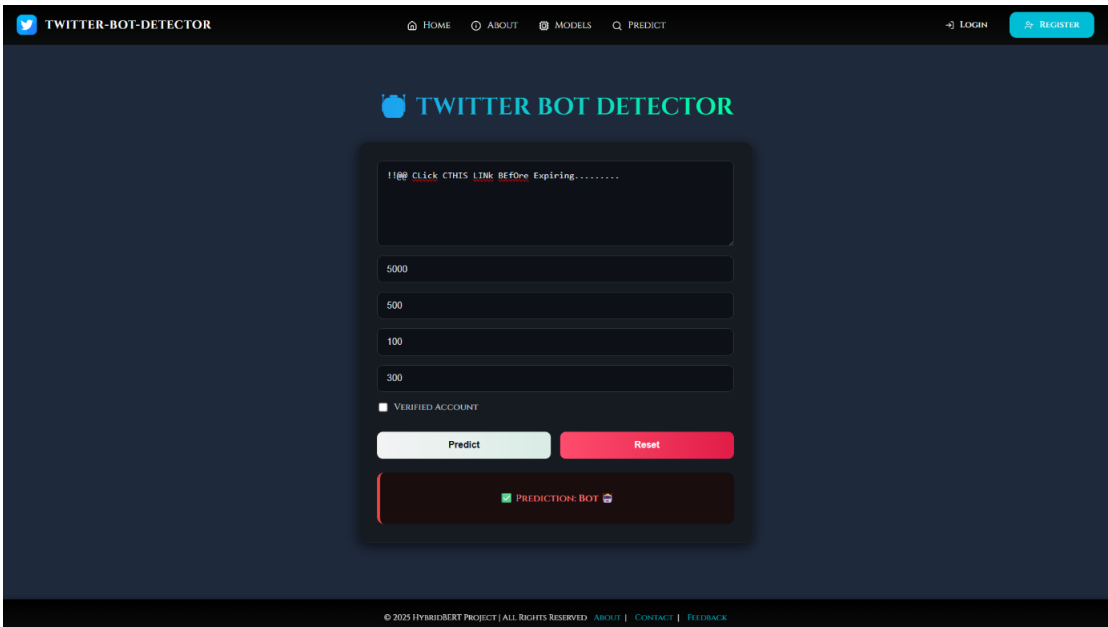 TWITTER-BOT-DETECTOR
HOME ABOUT MODELS PREDICT
LOGIN
REGISTER
TWITTER BOT DETECTOR
!!@@ CLick CTHIS LINk BEfOre Expiring.........
5000
500
100
300
VERIFIED ACCOUNT
Predict
Reset
PREDICTION: BOT
© 2025 HYBRIDBERT PROJECT | ALL RIGHTS RESERVED ABOUT | CONTACT | FEEDBACK